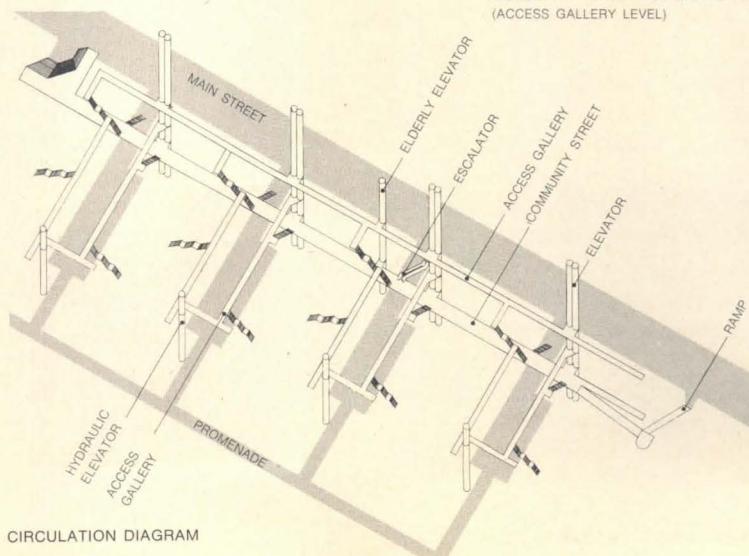 (ACCESS GALLERY LEVEL)
MAIN STREET
ELDERLY ELEVATOR
ESCALATOR
ACCESS GALLERY
COMMUNITY STREET
ELEVATOR
RAMP
HYDRAULIC
ELEVATOR
ACCESS
GALLERY
PROMENADE
CIRCULATION DIAGRAM